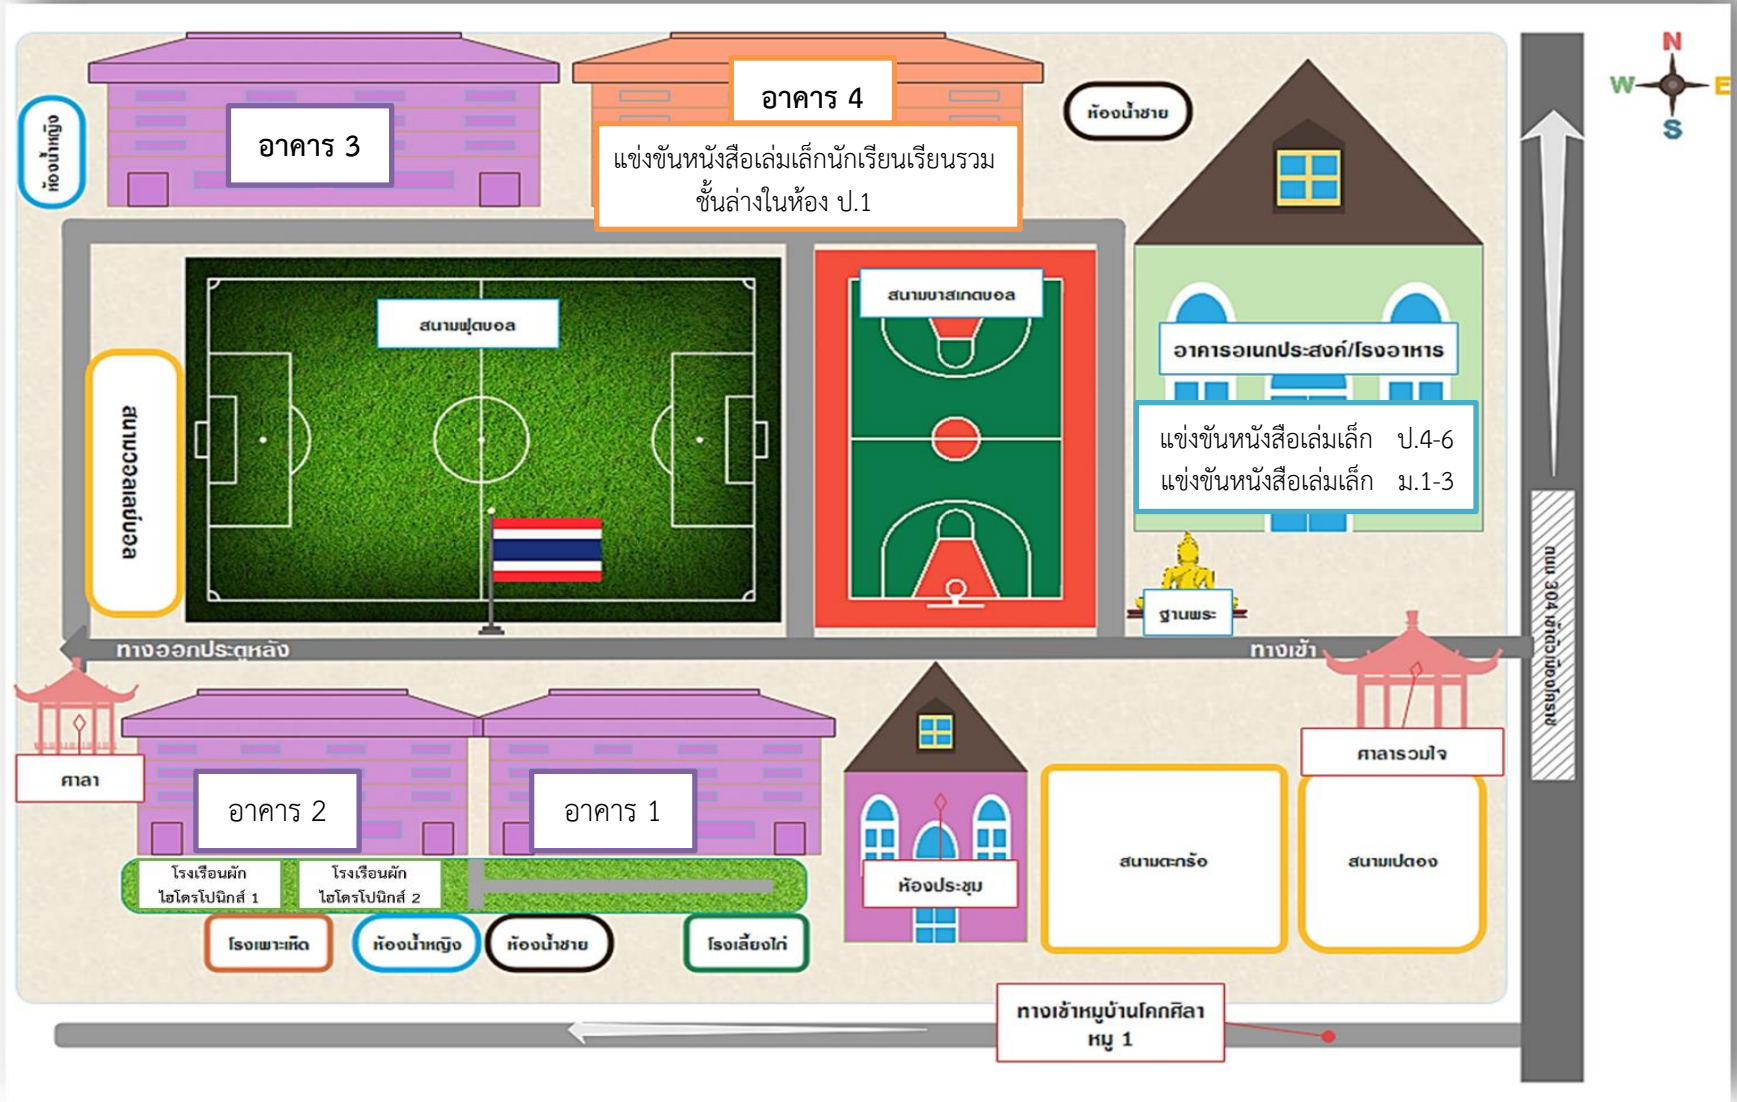 N
W
E
S
อาคาร 4
ห้องน้ำชาย
ห้องน้ำหญิง
อาคาร 3
แข่งขันหนังสือเล่มเล็กนักเรียนเรียนรวม
ชั้นล่างในห้อง ป.1
สนามบาสเกตบอล
สนามฟุตบอล
อาคารอเนกประสงค์/โรงอาหาร
สนามวอลเลย์บอล
แข่งขันหนังสือเล่มเล็ก ป.4-6
แข่งขันหนังสือเล่มเล็ก ม.1-3
ฐานพระ
ถนน 304 เข้าตัวเมืองโคราช
ทางออกประตูหลัง
ทางเข้า
ศาลา
ศาลารวมใจ
อาคาร 2
อาคาร 1
สนามตะกร้อ
สนามเปตอง
โรงเรือนผัก
ไฮโดรโปนิกส์ 1
โรงเรือนผัก
ไฮโดรโปนิกส์ 2
ห้องประชุม
โรงเพาะเห็ด
ห้องน้ำหญิง
ห้องน้ำชาย
โรงเลี้ยงไก่
ทางเข้าหมู่บ้านโคกศิลา
หมู่ 1